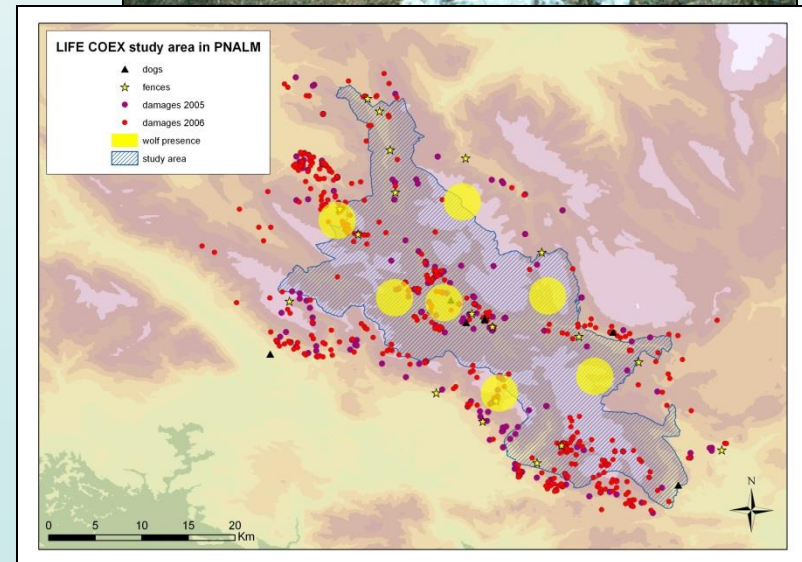 LIFE COEX study area in PNALM
dogs
fences
damages 2005
damages 2006
wolf presence
study area
N
0 5 10 15 20
Km